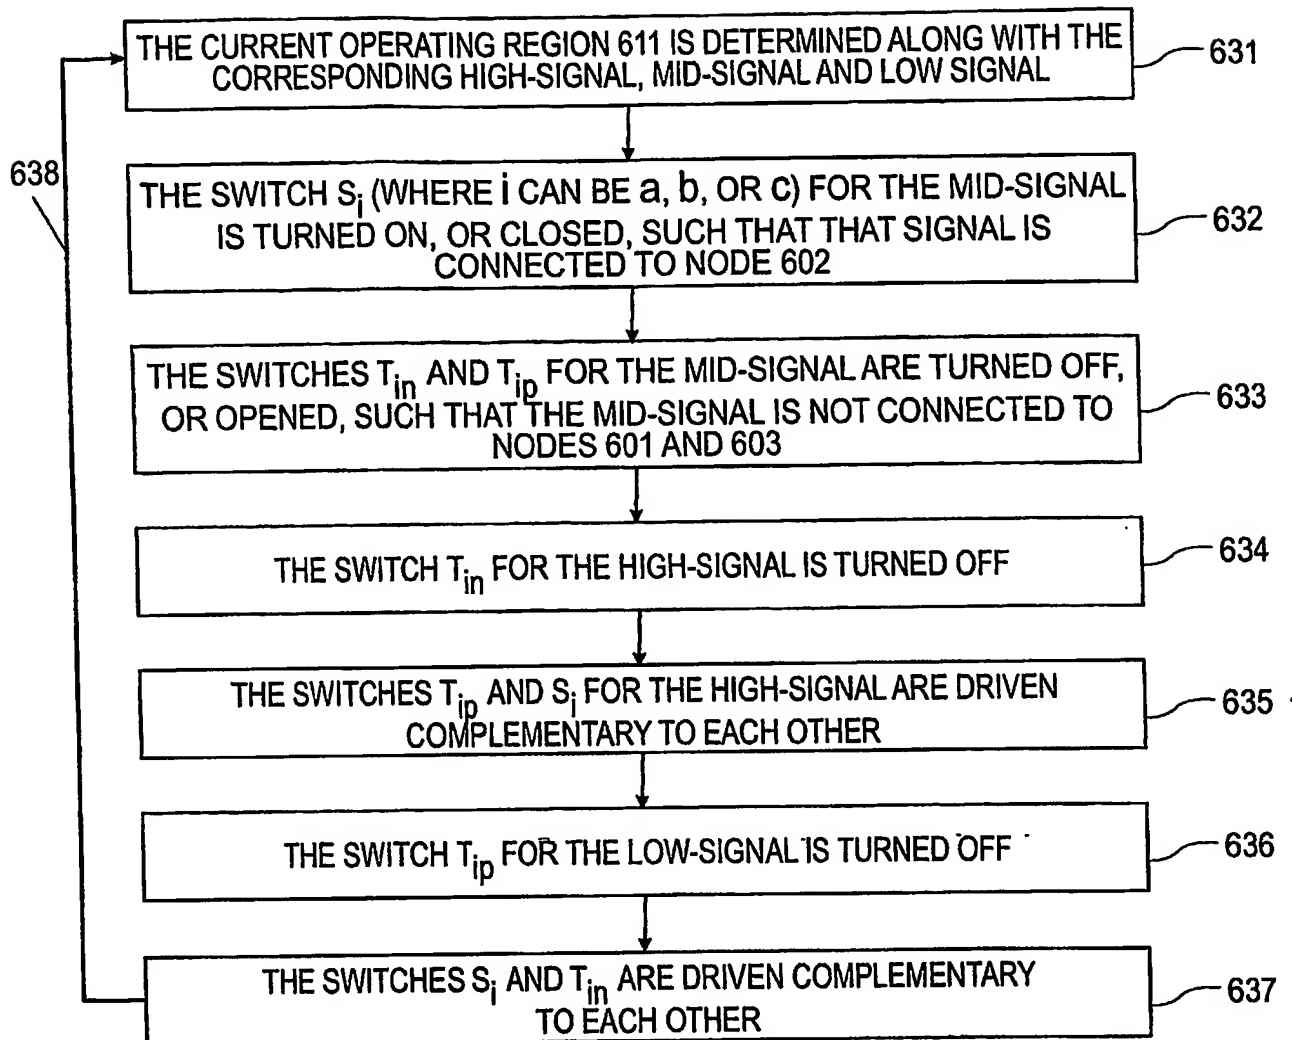 THE CURRENT OPERATING REGION 611 IS DETERMINED ALONG WITH THE
CORRESPONDING HIGH-SIGNAL, MID-SIGNAL AND LOW SIGNAL
631
638
THE SWITCH Si (WHERE i CAN BE a, b, OR c) FOR THE MID-SIGNAL
IS TURNED ON, OR CLOSED, SUCH THAT THAT SIGNAL IS
CONNECTED TO NODE 602
632
THE SWITCHES Tin AND Tip FOR THE MID-SIGNAL ARE TURNED OFF,
OR OPENED, SUCH THAT THE MID-SIGNAL IS NOT CONNECTED TO
NODES 601 AND 603
633
THE SWITCH Tin FOR THE HIGH-SIGNAL IS TURNED OFF
634
THE SWITCHES Tip AND Si FOR THE HIGH-SIGNAL ARE DRIVEN
COMPLEMENTARY TO EACH OTHER
635
THE SWITCH Tip FOR THE LOW-SIGNAL IS TURNED OFF
636
THE SWITCHES Si AND Tin ARE DRIVEN COMPLEMENTARY
TO EACH OTHER
637